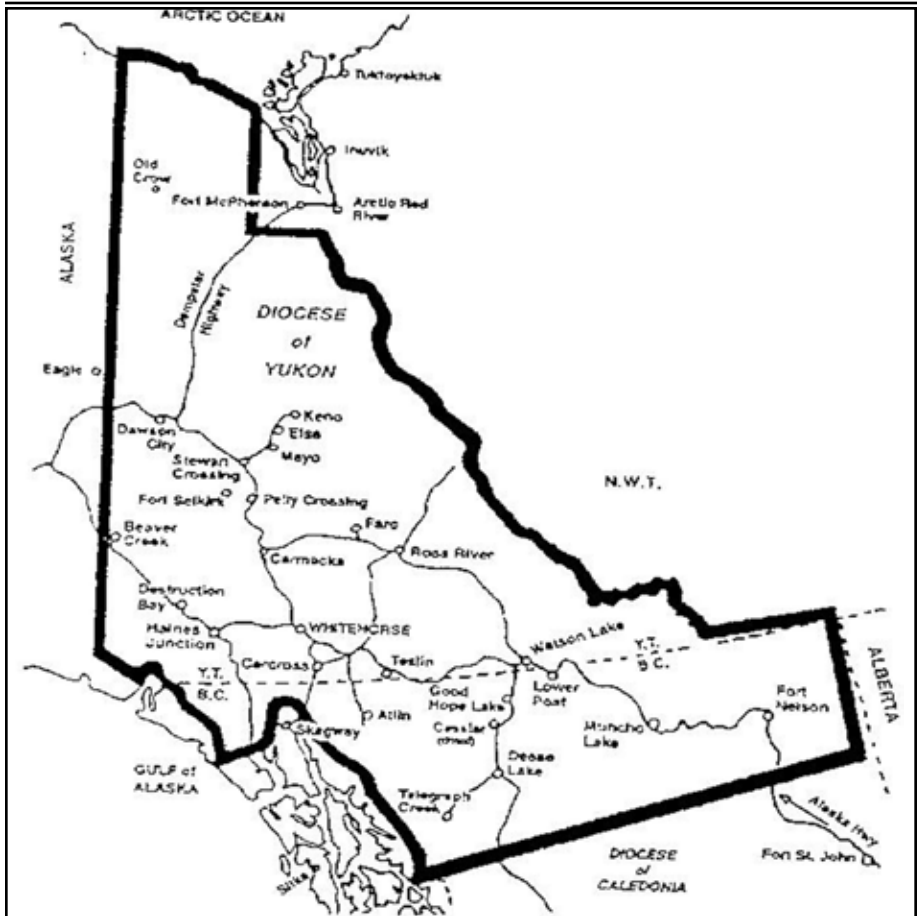 ARCTIC OCEAN
Tuktoyaktuk
Inuvik
Old
Crow
Fort McPherson
Arctic Red
River
ALASKA
Dempster
Highway
DIOCESE
of
YUKON
Eagle
Keno
Elsa
Mayo
Dawson
City
Stewart
Crossing
N.W.T.
Fort Selkirk
Pelly Crossing
Faro
Beaver
Creek
Ross River
Carmacks
Destruction
Bay
WHITEHORSE
Haines
Junction
Watson Lake
Y.T.
B.C.
Carcross
Teslin
Y.T.
B.C.
ALBERTA
Lower
Post
Good
Hope Lake
Fort
Nelson
Atlin
Cassiar
(closed)
Muncho
Lake
Skagway
Dease
Lake
GULF of
ALASKA
Telegraph
Creek
Alaska Hwy
Sitka
DIOCESE
of
CALEDONIA
Fort St. John